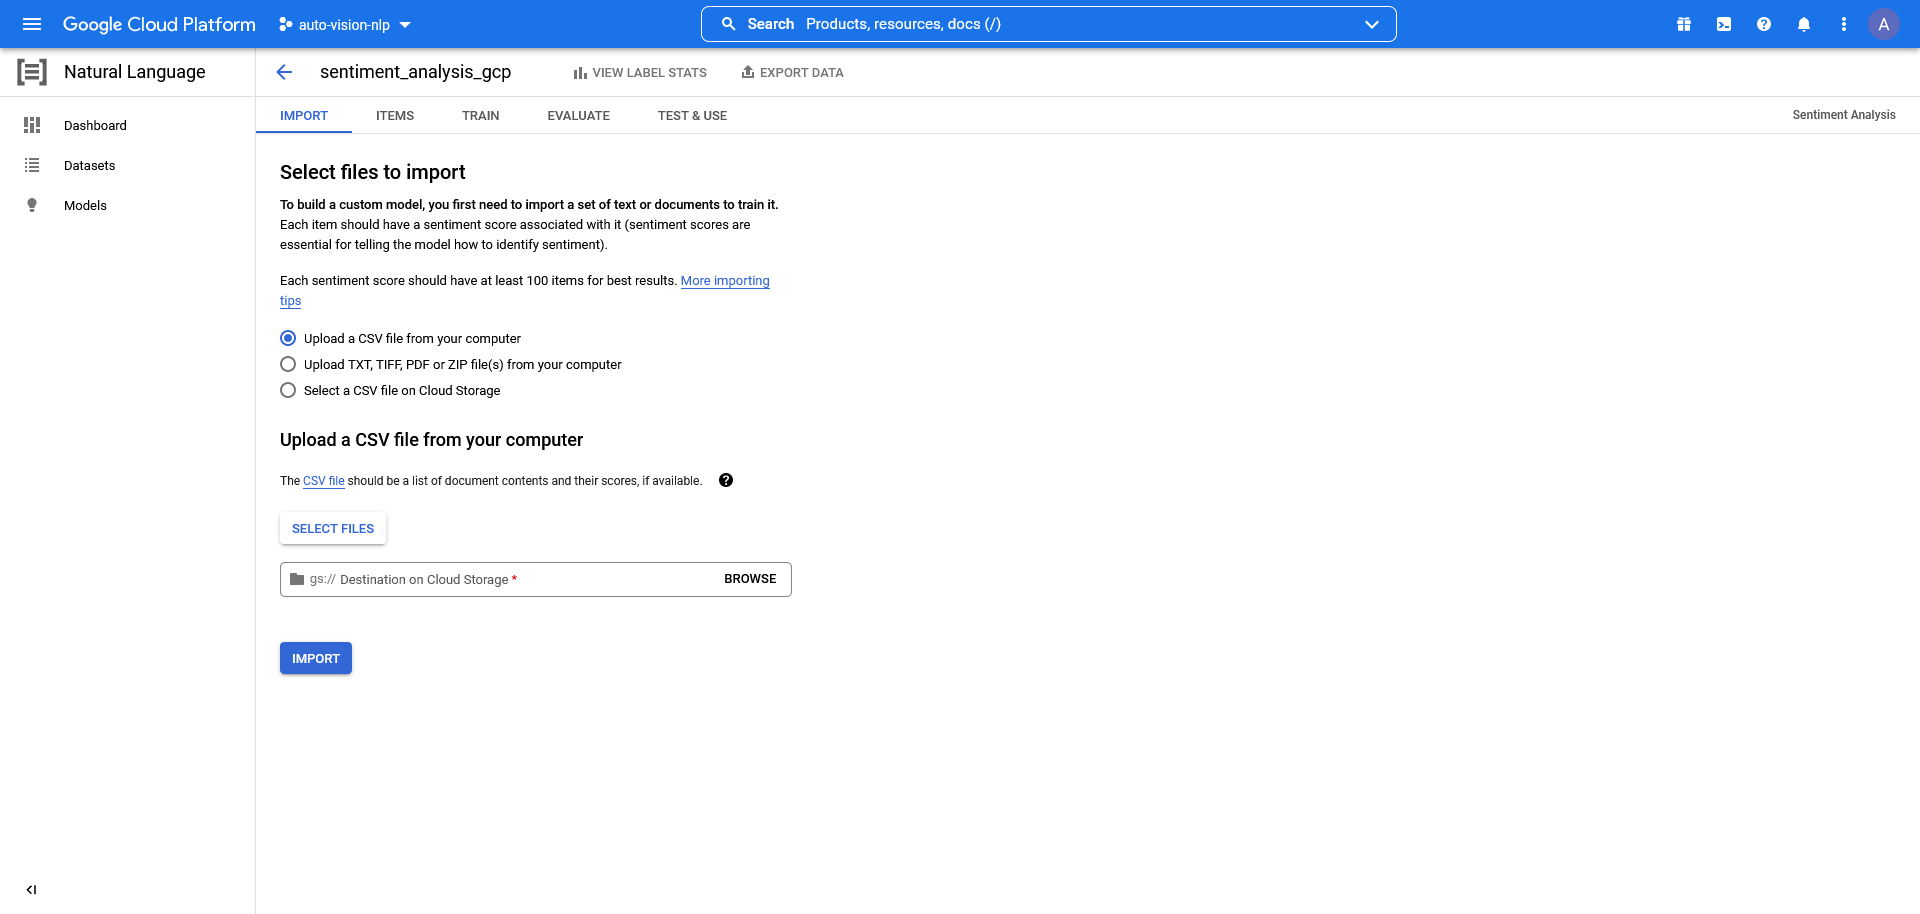 Google Cloud Platform
auto-vision-nlp
Search Products, resources, docs (/)
A
Natural Language
sentiment_analysis_gcp
VIEW LABEL STATS
EXPORT DATA
Dashboard
Datasets
Models
IMPORT
ITEMS
TRAIN
EVALUATE
TEST & USE
Sentiment Analysis
Select files to import
To build a custom model, you first need to import a set of text or documents to train it.
Each item should have a sentiment score associated with it (sentiment scores are
essential for telling the model how to identify sentiment).
Each sentiment score should have at least 100 items for best results. More importing
tips
Upload a CSV file from your computer
Upload TXT, TIFF, PDF or ZIP file(s) from your computer
Select a CSV file on Cloud Storage
Upload a CSV file from your computer
The CSV file should be a list of document contents and their scores, if available.
SELECT FILES
gs:// Destination on Cloud Storage *
BROWSE
IMPORT